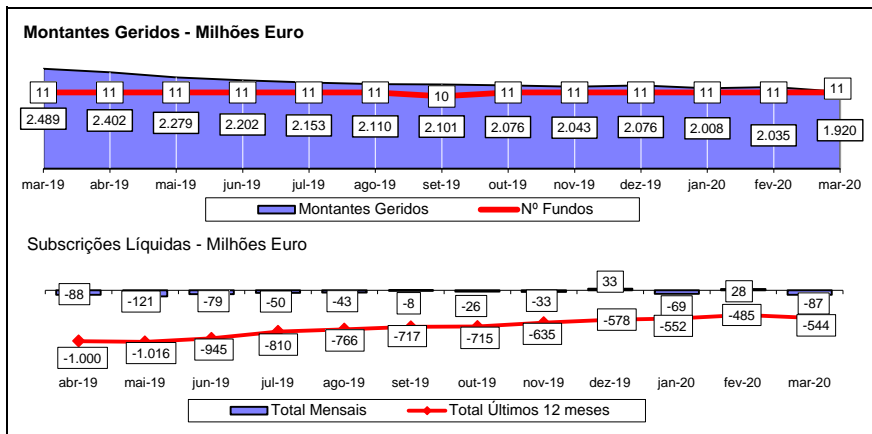 Montantes Geridos - Milhões Euro
11 11 11 11 11 11 10 11 11 11 11 11 11
2.489 2.402 2.279 2.202 2.153 2.110 2.101 2.076 2.043 2.076 2.008 2.035 1.920
mar-19 abr-19 mai-19 jun-19 jul-19 ago-19 set-19 out-19 nov-19 dez-19 jan-20 fev-20 mar-20
Montantes Geridos Nº Fundos
Subscrições Líquidas - Milhões Euro
-88 -121 -79 -50 -43 -8 -26 -33 33 -69 28 -87
-1.000 -1.016 -945 -810 -766 -717 -715 -635 -578 -552 -485 -544
abr-19 mai-19 jun-19 jul-19 ago-19 set-19 out-19 nov-19 dez-19 jan-20 fev-20 mar-20
Total Mensais Total Últimos 12 meses